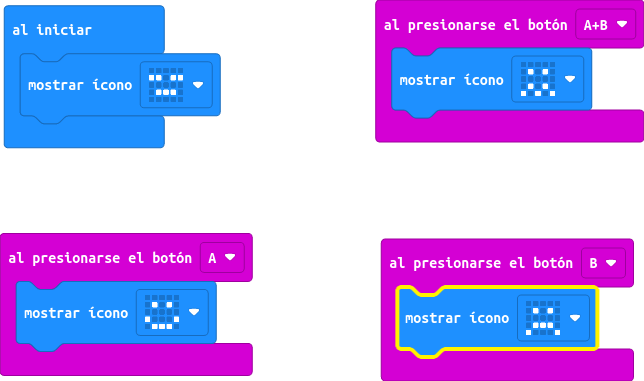 al iniciar
mostrar ícono
al presionarse el botón A+B
mostrar ícono
al presionarse el botón A
mostrar ícono
al presionarse el botón B
mostrar ícono